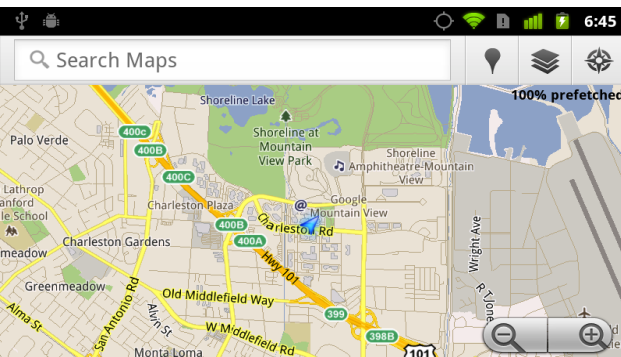 6:45
Search Maps
100% prefetched
Shoreline Lake
400c
Shoreline at
Mountain
View Park
Palo Verde
400B
Shoreline
Amphitheatre-Mountain
View
400C
Lathrop
anford
le School
Charleston Plaza
Google
Mountain View
@
400B
Charleston Rd
400A
Charleston Gardens
meadow
Wright Ave
Hwy 101
Greenmeadow
San Antonio Rd
Old Middlefield Way
R T Jone
Alma St
Alvin St
399
W Middlefield Rd
398B
Monta Loma
101